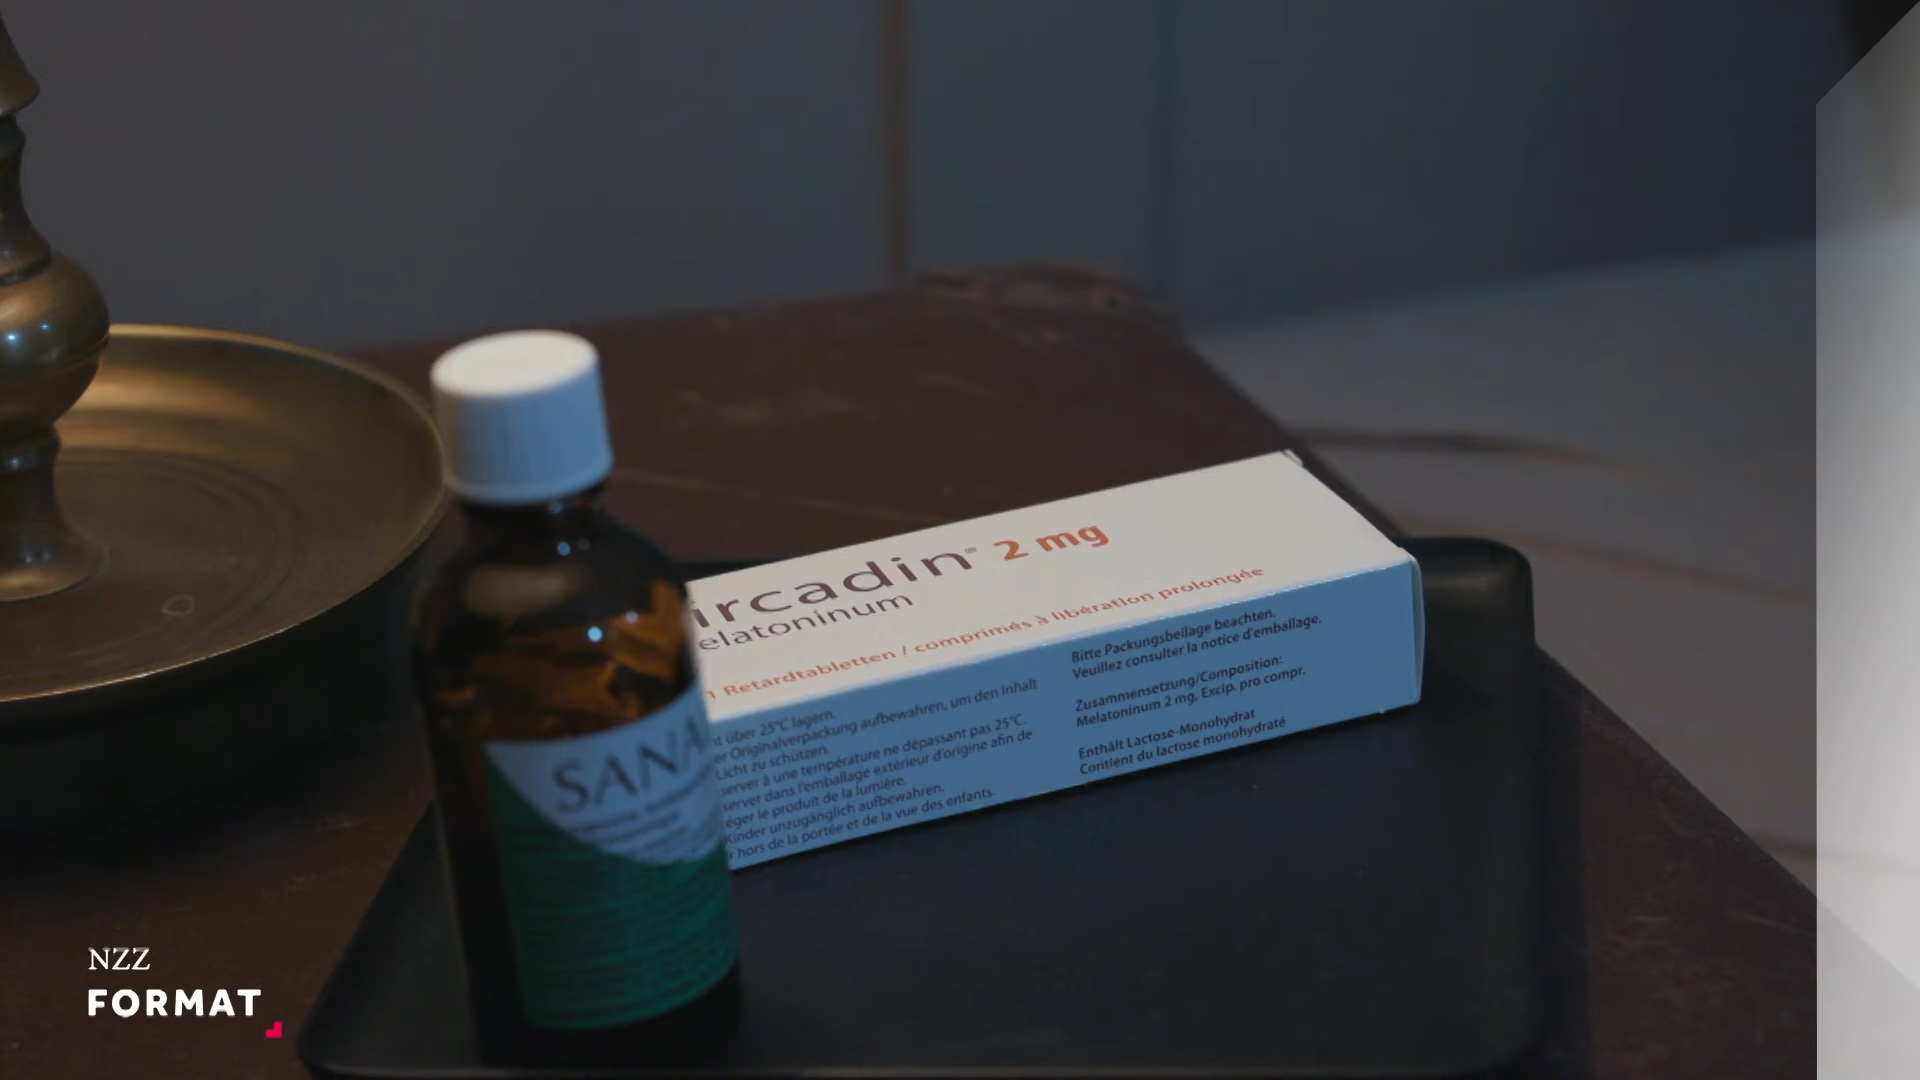 ircadin® 2 mg
elatoninum
Retardtabletten / comprimés à libération prolongée
über 25°C lagern.
Originalverpackung aufbewahren, um den Inhalt
Licht zu schützen.
server à une température ne dépassant pas 25°C.
server dans l'emballage extérieur d'origine afin de
éger le produit de la lumière.
Kinder unzugänglich aufbewahren.
r hors de la portée et de la vue des enfants.
Bitte Packungsbeilage beachten.
Veuillez consulter la notice d'emballage.
Zusammensetzung/Composition:
Melatoninum 2 mg, Excip. pro compr.
Enthält Lactose-Monohydrat
Contient du lactose monohydraté
SANA
NZZ
FORMAT